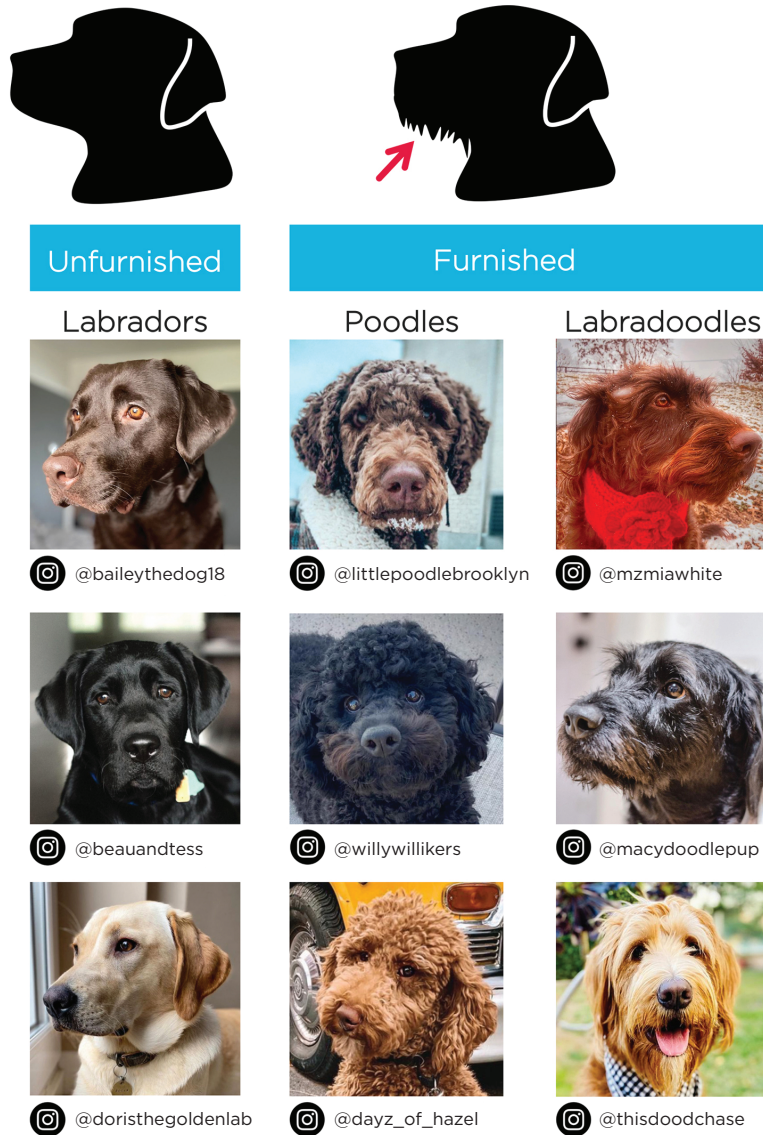 Unfurnished
Furnished
Labradors
Poodles
Labradoodles
@baileythedog18
@littlepoodlebrooklyn
@mzmiawhite
@beauandtess
@willywillikers
@macydoodlepup
@doristhegoldenlab
@dayz_of_hazel
@thisdoodchase